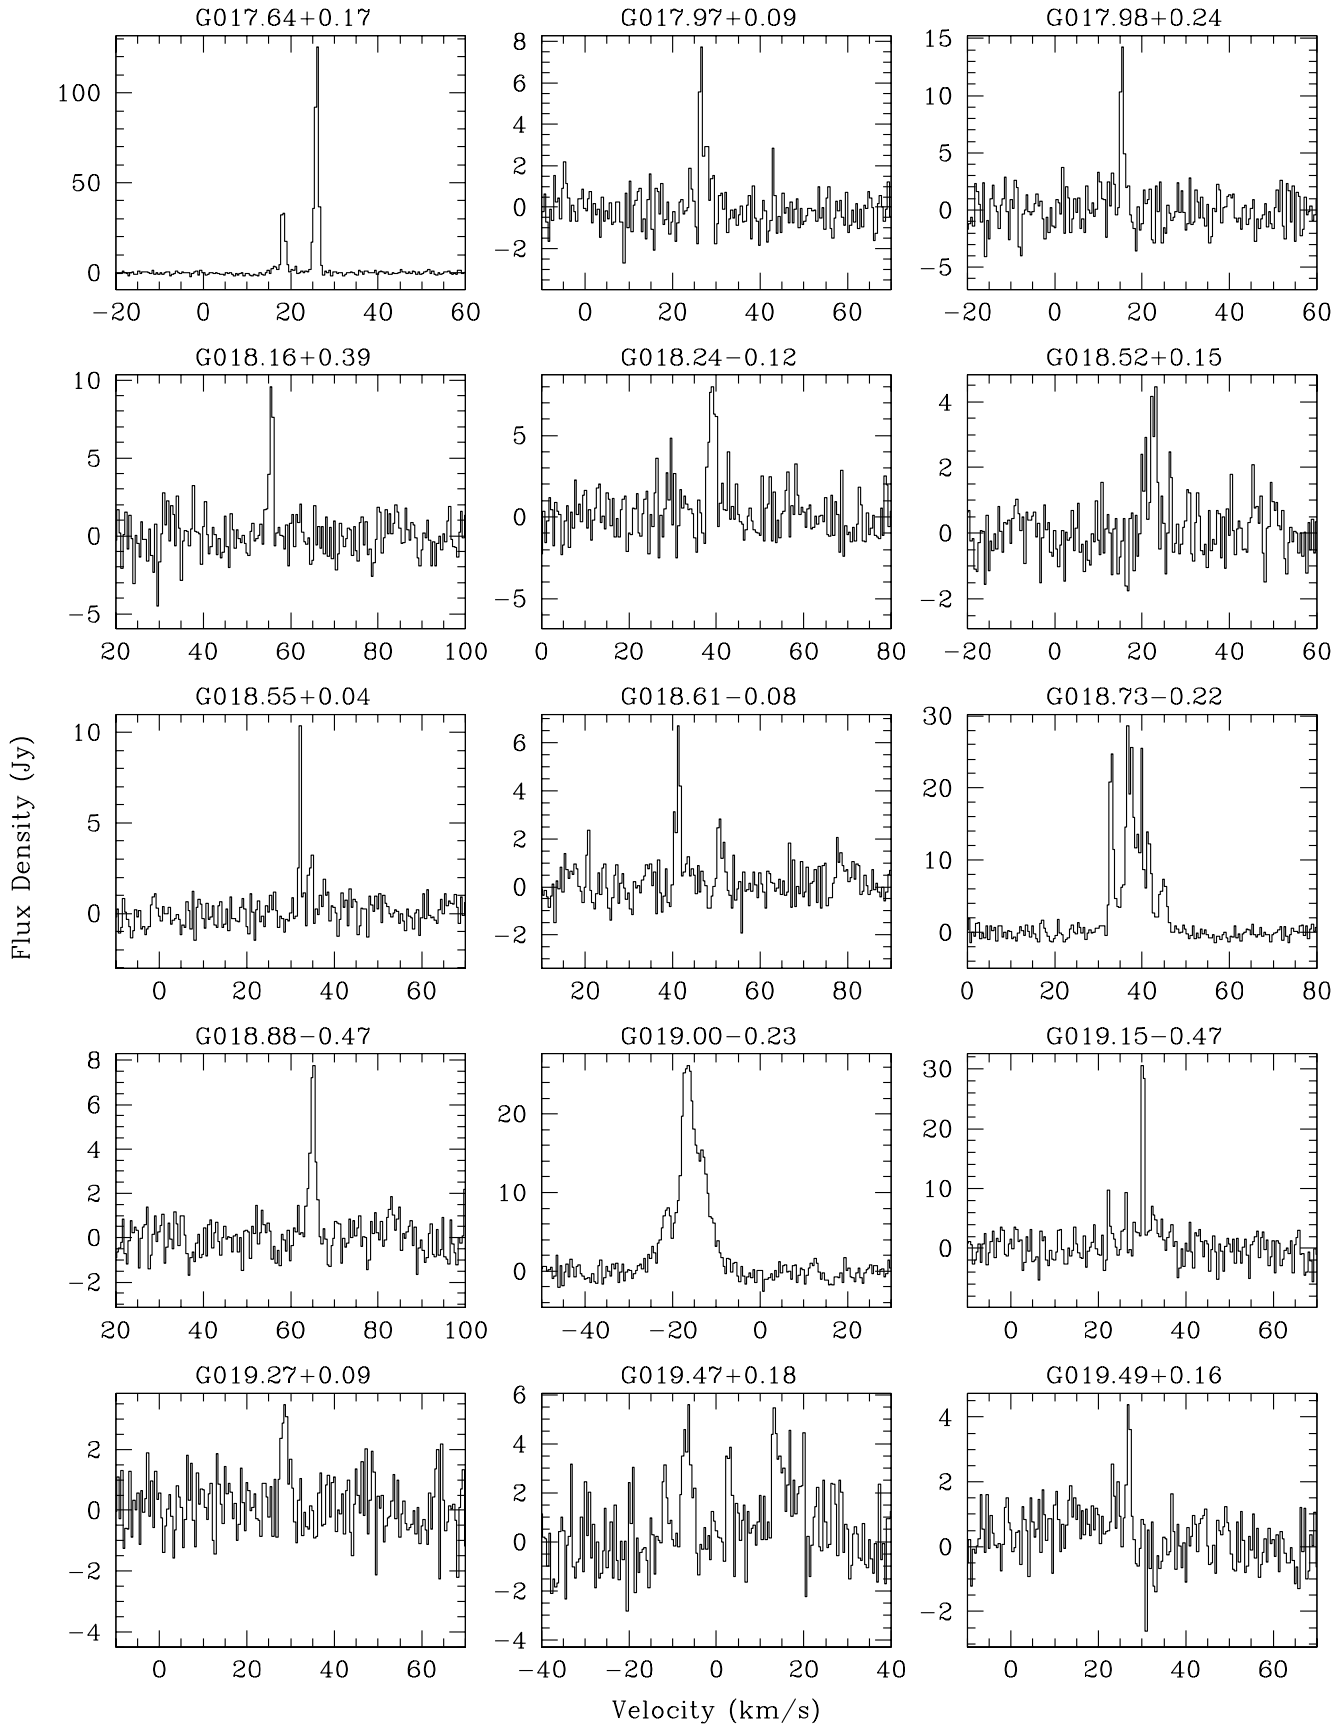 G017.64+0.17 G017.97+0.09 G017.98+0.24
100 50 0
8 6 4 2 0 −2
15 10 5 0 −5
−20 0 20 40 60
0 20 40 60
−20 0 20 40 60
G018.16+0.39 G018.24−0.12 G018.52+0.15
10 5 0 −5
5 0 −5
4 2 0 −2
20 40 60 80 100
0 20 40 60 80
−20 0 20 40 60
G018.55+0.04 G018.61−0.08 G018.73−0.22
10 5 0
6 4 2 0 −2
30 20 10 0
0 20 40 60
20 40 60 80
0 20 40 60 80
Flux Density (Jy)
G018.88−0.47 G019.00−0.23 G019.15−0.47
8 6 4 2 0 −2
20 10 0
30 20 10 0
20 40 60 80 100
−40 −20 0 20
0 20 40 60
G019.27+0.09 G019.47+0.18 G019.49+0.16
2 0 −2 −4
6 4 2 0 −2 −4
4 2 0 −2
0 20 40 60
−40 −20 0 20 40
0 20 40 60
Velocity (km/s)